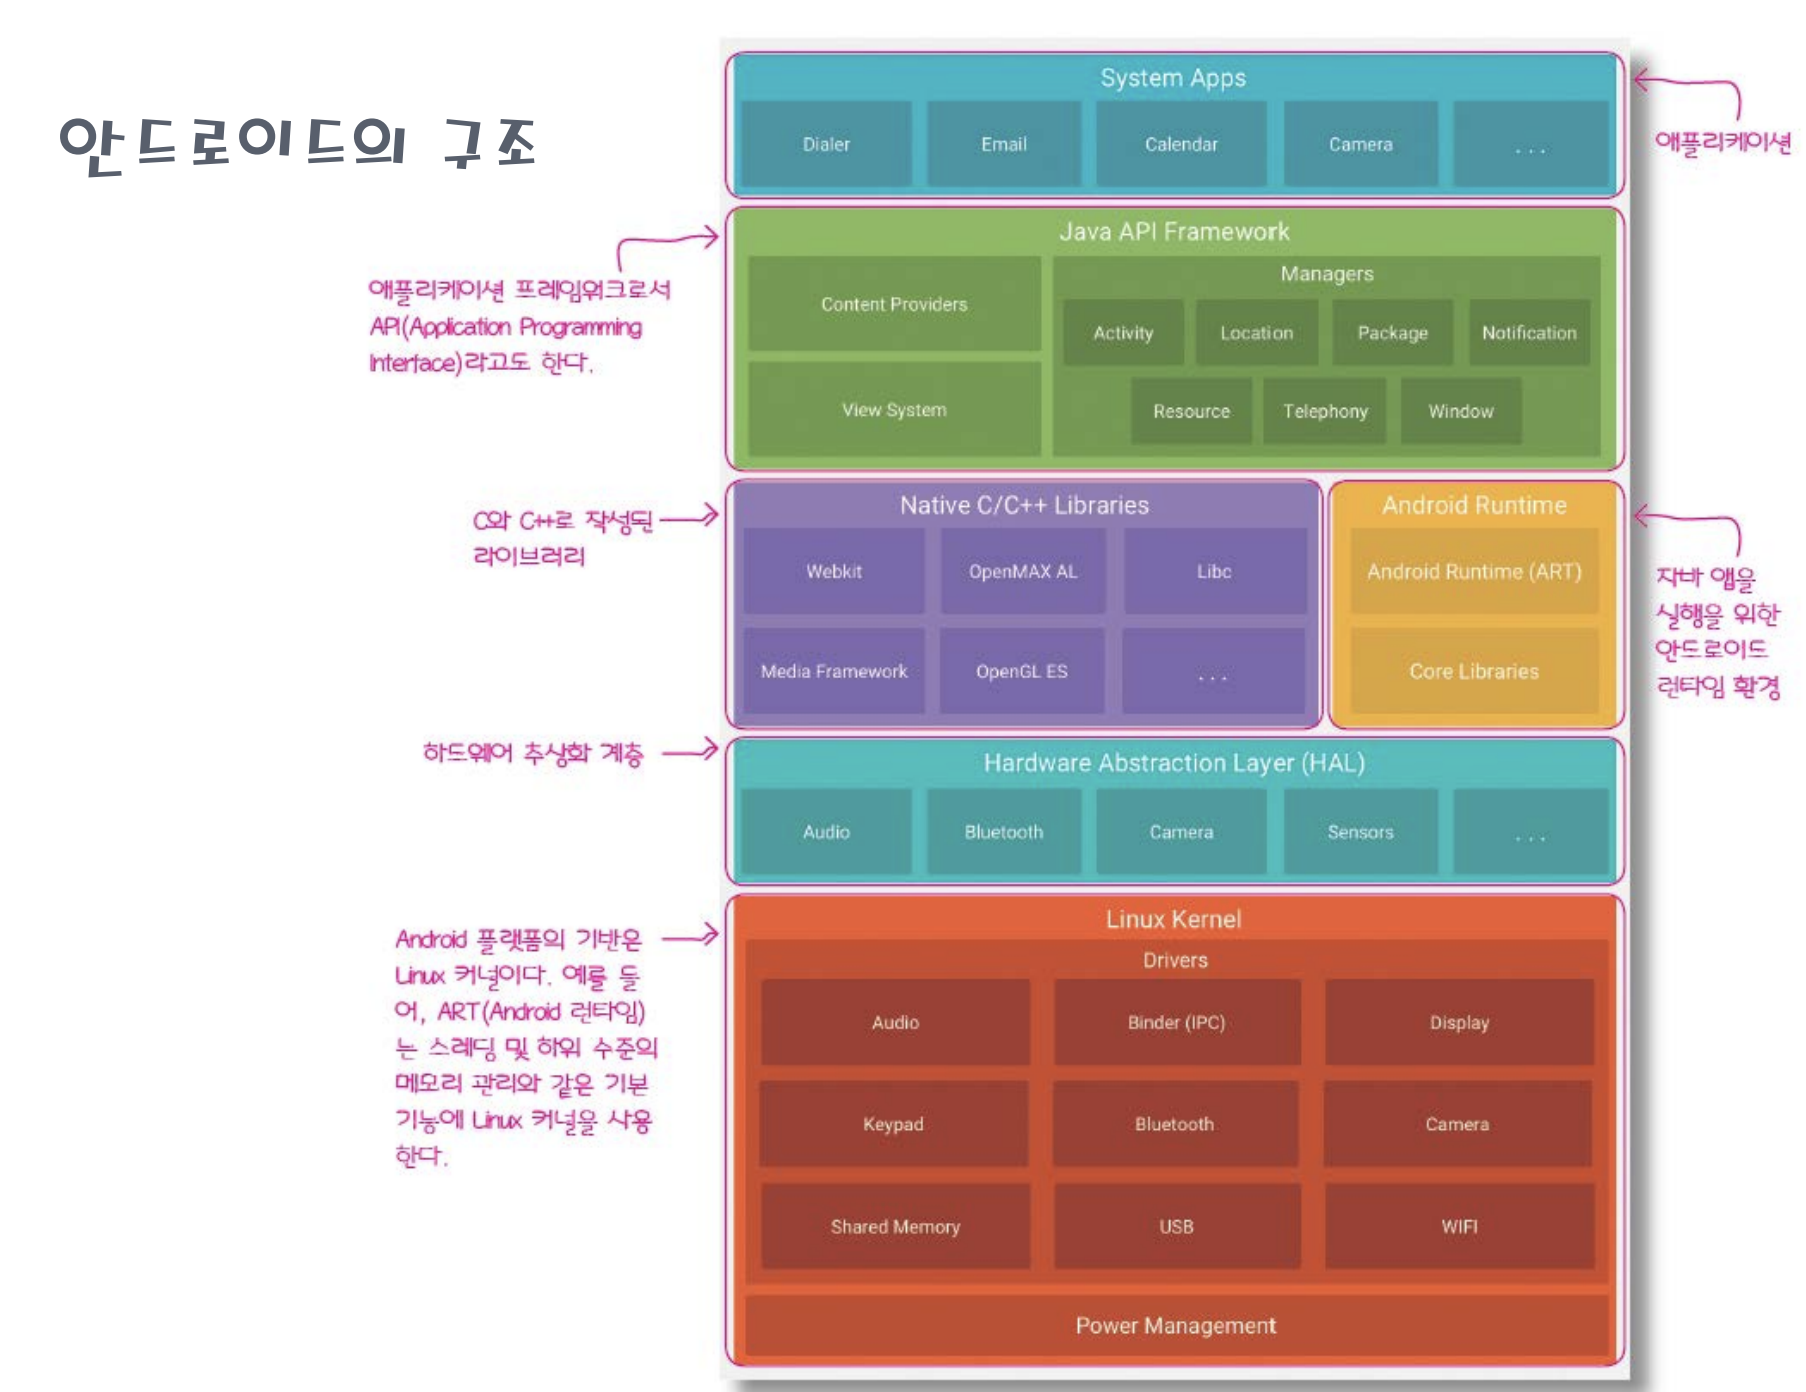 안드로이드의 구조
System Apps
Dialer
Email
Calendar
Camera
...
애플리케이션
Java API Framework
Content Providers
View System
Managers
Activity
Location
Package
Notification
Resource
Telephony
Window
애플리케이션 프레임워크로서
API(Application Programming
Interface)라고도 한다.
Native C/C++ Libraries
Webkit
OpenMAX AL
Libc
Media Framework
OpenGL ES
...
C와 C++로 작성된
라이브러리
Android Runtime
Android Runtime (ART)
Core Libraries
자바 앱을
실행을 위한
안드로이드
런타임 환경
하드웨어 추상화 계층
Hardware Abstraction Layer (HAL)
Audio
Bluetooth
Camera
Sensors
...
Android 플랫폼의 기반은
Linux 커널이다. 예를 들
어, ART(Android 런타임)
는 스레딩 및 하위 수준의
메모리 관리와 같은 기본
기능에 Linux 커널을 사용
한다.
Linux Kernel
Drivers
Audio
Binder (IPC)
Display
Keypad
Bluetooth
Camera
Shared Memory
USB
WIFI
Power Management